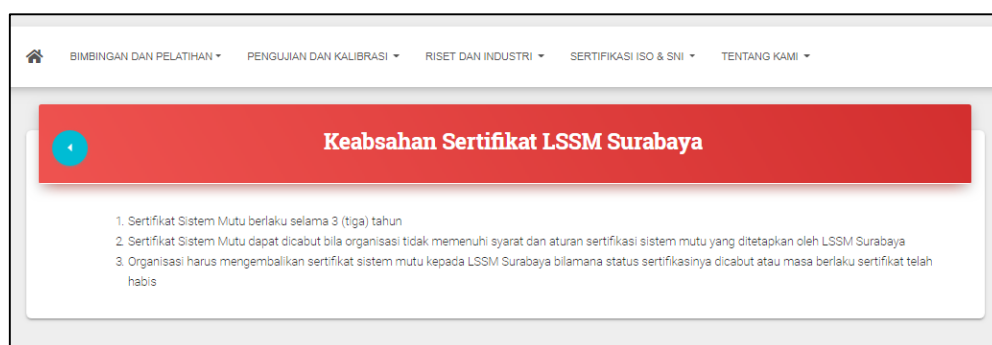 BIMBINGAN DAN PELATIHAN PENGUJIAN DAN KALIBRASI RISET DAN INDUSTRI SERTIFIKASI ISO & SNI TENTANG KAMI
Keabsahan Sertifikat LSSM Surabaya
1. Sertifikat Sistem Mutu berlaku selama 3 (tiga) tahun
2. Sertifikat Sistem Mutu dapat dicabut bila organisasi tidak memenuhi syarat dan aturan sertifikasi sistem mutu yang ditetapkan oleh LSSM Surabaya
3. Organisasi harus mengembalikan sertifikat sistem mutu kepada LSSM Surabaya bilamana status sertifikasinya dicabut atau masa berlaku sertifikat telah
habis